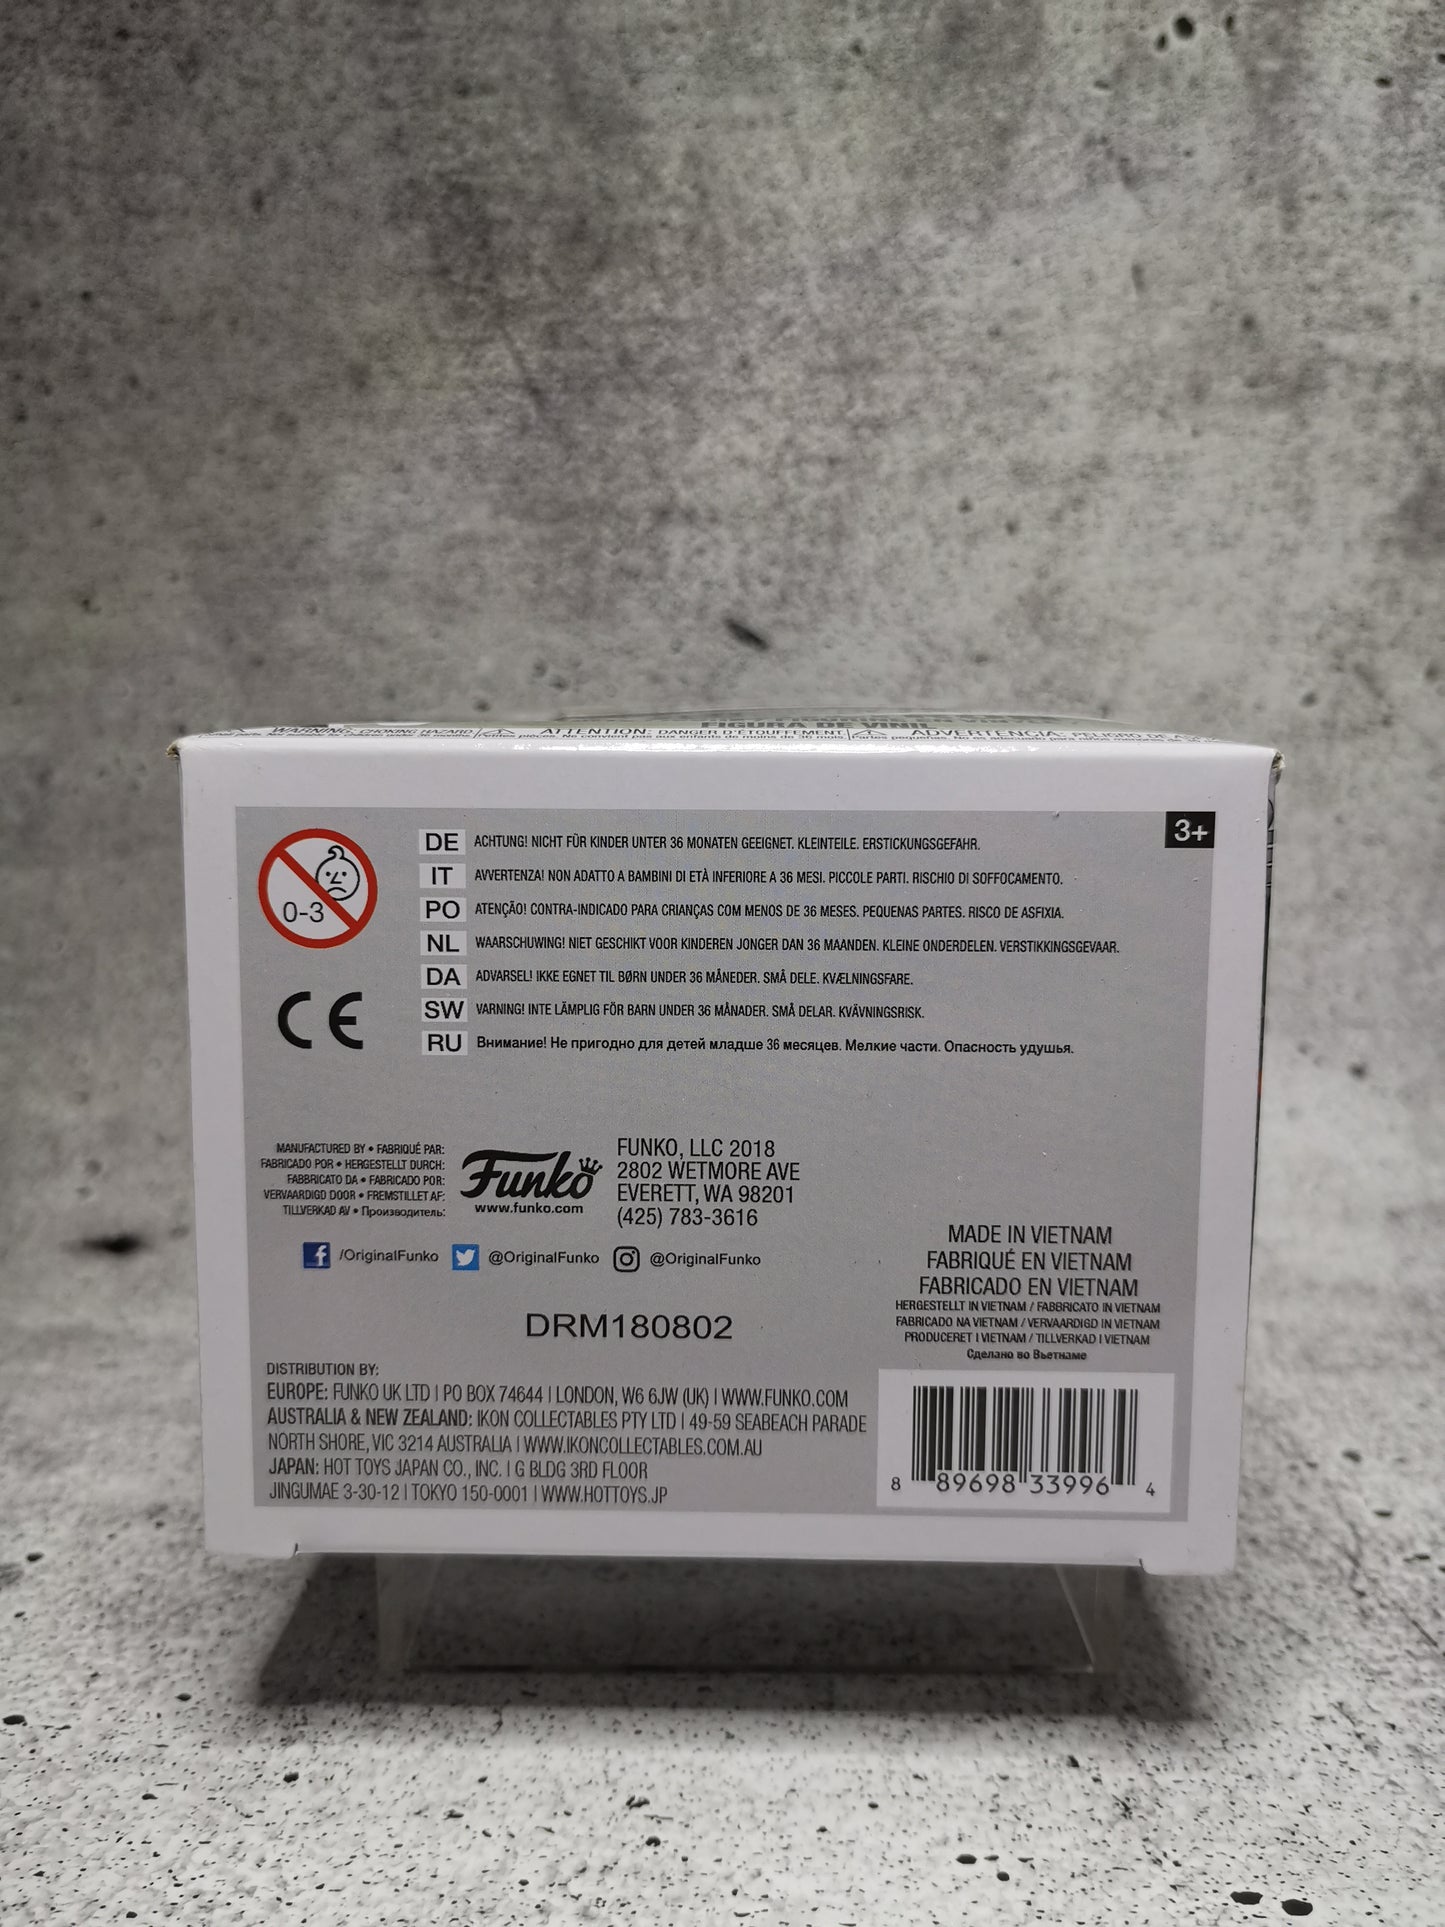 FIGURA DE VINIL
WARNING: CHOKING HAZARD ATTENTION: DANGER D'ÉTOUFFEMENT ADVERTENCIA: PELIGRO DE
3+
0-3
DE ACHTUNG! NICHT FÜR KINDER UNTER 36 MONATEN GEEIGNET. KLEINTEILE. ERSTICKUNGSGEFAHR.
IT AVVERTENZA! NON ADATTO A BAMBINI DI ETÀ INFERIORE A 36 MESI. PICCOLE PARTI. RISCHIO DI SOFFOCAMENTO.
PO ATENÇÃO! CONTRA-INDICADO PARA CRIANÇAS COM MENOS DE 36 MESES. PEQUENAS PARTES. RISCO DE ASFIXIA.
NL WAARSCHUWING! NIET GESCHIKT VOOR KINDEREN JONGER DAN 36 MAANDEN. KLEINE ONDERDELEN. VERSTIKKINGSGEVAAR.
DA ADVARSEL! IKKE EGNET TIL BØRN UNDER 36 MÅNEDER. SMÅ DELE. KVÆLNINGSFARE.
SW VARNING! INTE LÄMPLIG FÖR BARN UNDER 36 MÅNADER. SMÅ DELAR. KVÄVNINGSRISK.
RU Внимание! Не пригодно для детей младше 36 месяцев. Мелкие части. Опасность удушья.
CE
MANUFACTURED BY • FABRIQUÉ PAR:
FABRICADO POR • HERGESTELLT DURCH:
FABBRICATO DA • FABRICADO POR:
VERVAARDIGD DOOR • FREMSTILLET AF:
TILLVERKAD AV • Производитель:
Funko
www.funko.com
FUNKO, LLC 2018
2802 WETMORE AVE
EVERETT, WA 98201
(425) 783-3616
/OriginalFunko @OriginalFunko @OriginalFunko
DRM180802
MADE IN VIETNAM
FABRIQUÉ EN VIETNAM
FABRICADO EN VIETNAM
HERGESTELLT IN VIETNAM / FABBRICATO IN VIETNAM
FABRICADO NA VIETNAM / VERVAARDIGD IN VIETNAM
PRODUCERET I VIETNAM / TILLVERKAD I VIETNAM
Сделано во Вьетнаме
DISTRIBUTION BY:
EUROPE: FUNKO UK LTD | PO BOX 74644 | LONDON, W6 6JW (UK) | WWW.FUNKO.COM
AUSTRALIA & NEW ZEALAND: IKON COLLECTABLES PTY LTD | 49-59 SEABEACH PARADE
NORTH SHORE, VIC 3214 AUSTRALIA | WWW.IKONCOLLECTABLES.COM.AU
JAPAN: HOT TOYS JAPAN CO., INC. | G BLDG 3RD FLOOR
JINGUMAE 3-30-12 | TOKYO 150-0001 | WWW.HOTTOYS.JP
8 89698 33996 4